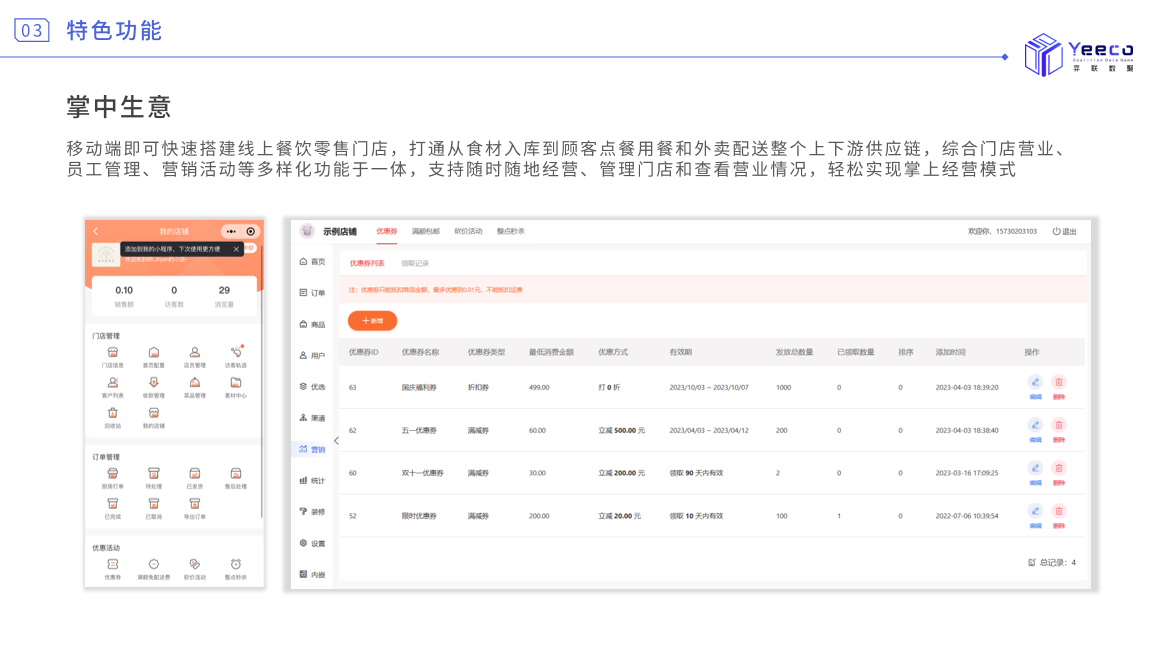 03 特色功能
Yeeco
弈联数聚
掌中生意
移动端即可快速搭建线上餐饮零售门店，打通从食材入库到顾客点餐用餐和外卖配送整个上下游供应链，综合门店营业、
员工管理、营销活动等多样化功能于一体，支持随时随地经营、管理门店和查看营业情况，轻松实现掌上经营模式
我的店铺
添加到我的小程序，下次使用更方便 ×
0.10 0 29
销售额 访客数 浏览量
门店管理
门店信息 首页配置 店员管理 访客轨迹
客户列表 收款管理 菜品管理 素材中心
回收站 我的店铺
订单管理
厨房打单 待处理 已发货 售后处理
已完成 已取消 导出订单
优惠活动
优惠券 满额免配送费 砍价活动 整点秒杀
示例店铺 优惠券 满额包邮 砍价活动 整点秒杀 欢迎你，15730203103 退出
首页
订单
商品
用户
优选
渠道
营销
统计
装修
设置
内嵌
优惠券列表 领取记录
注：优惠券只能抵扣商品金额，最多优惠到0.01元，不能抵扣运费
＋新增
优惠券ID 优惠券名称 优惠券类型 最低消费金额 优惠方式 有效期 发放总数量 已领取数量 排序 添加时间 操作
63 国庆福利券 折扣券 499.00 打 0 折 2023/10/03 ~ 2023/10/07 1000 0 0 2023-04-03 18:39:20 编辑 删除
62 五一优惠券 满减券 60.00 立减 500.00 元 2023/04/03 ~ 2023/04/12 200 0 0 2023-04-03 18:38:40 编辑 删除
60 双十一优惠券 满减券 30.00 立减 200.00 元 领取 90 天内有效 2 0 0 2023-03-16 17:09:25 编辑 删除
52 限时优惠券 满减券 200.00 立减 20.00 元 领取 10 天内有效 100 1 0 2022-07-06 10:39:54 编辑 删除
总记录：4